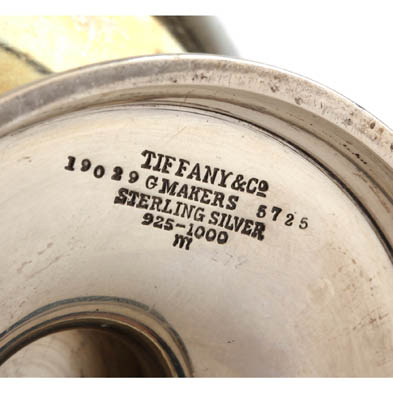 TIFFANY & CO
19029 G MAKERS 5725
STERLING SILVER
925-1000
m